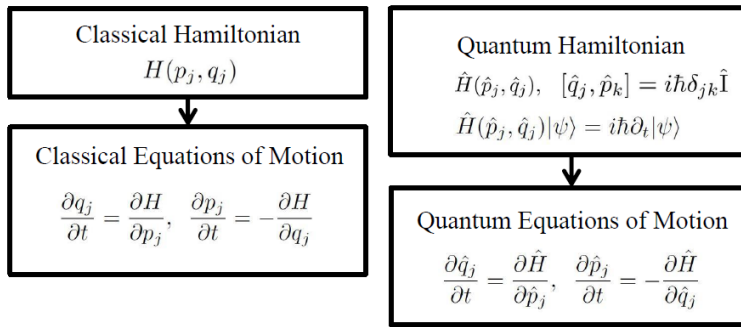 Classical Hamiltonian
H(p_j, q_j)
Classical Equations of Motion
∂q_j/∂t = ∂H/∂p_j, ∂p_j/∂t = −∂H/∂q_j
Quantum Hamiltonian
Ĥ(p̂_j, q̂_j), [q̂_j, p̂_k] = iħδ_jk Î
Ĥ(p̂_j, q̂_j)|ψ⟩ = iħ∂_t|ψ⟩
Quantum Equations of Motion
∂q̂_j/∂t = ∂Ĥ/∂p̂_j, ∂p̂_j/∂t = −∂Ĥ/∂q̂_j